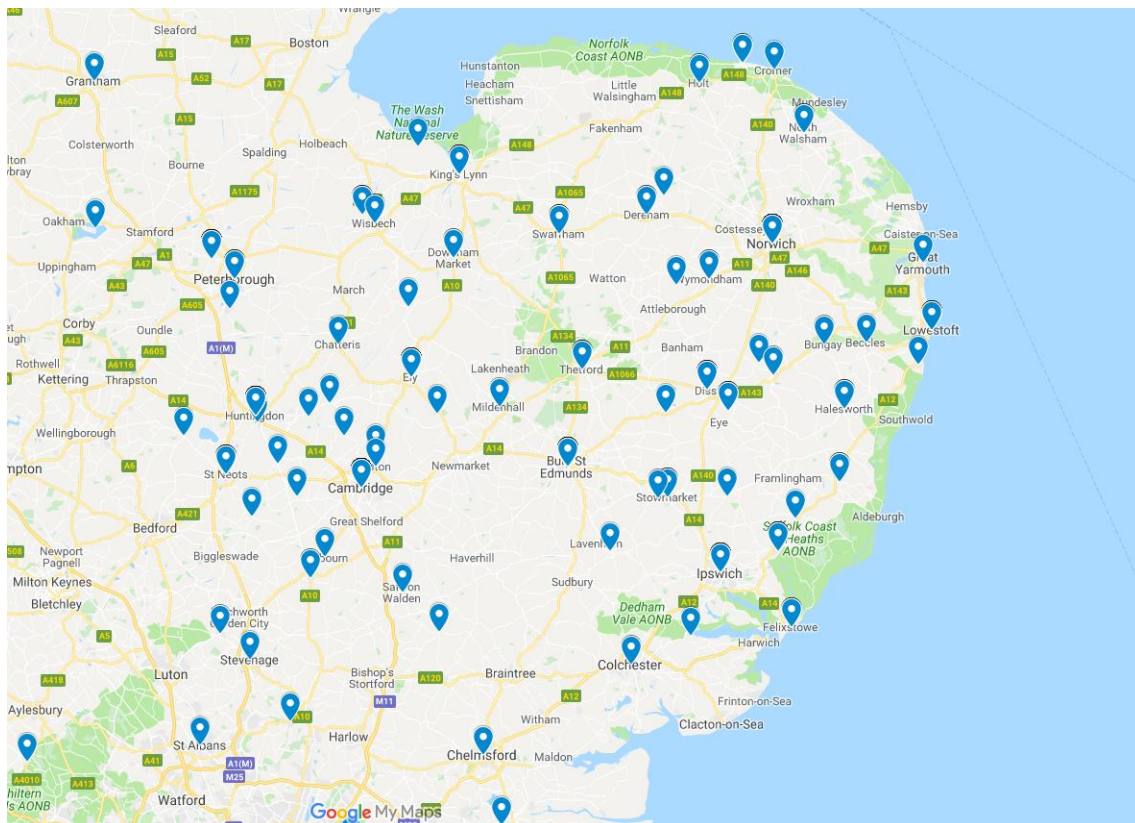 A46
Sleaford
A17
Boston
Wrangle
A15
Grantham
A52
A17
A607
A15
Colsterworth
Bourne
Spalding
Holbeach
A1175
Oakham
Stamford
A1
A47
Uppingham
A43
Peterborough
A605
March
Corby
A43
Oundle
A605
A1(M)
Chatteris
Rothwell
A6116
Kettering
Thrapston
A14
Huntingdon
Wellingborough
A6
St Neots
A14
A421
Bedford
Biggleswade
Newport
Pagnell
Milton Keynes
Bletchley
A5
Garden City
Stevenage
Luton
A418
Aylesbury
A41
St Albans
A1(M)
M25
A4010
A413
Watford
A10
Harlow
Bishop's
Stortford
M11
A120
Braintree
A12
Witham
Chelmsford
Maldon
Norfolk
Coast AONB
Hunstanton
Heacham
Snettisham
Little
Walsingham
A148
Holt
A148
Cromer
Mundesley
The Wash
National
A148
Fakenham
A140
North
Walsham
King's Lynn
A47
Wisbech
A1065
A47
Swaffham
Dereham
Costessey
Norwich
Wroxham
Hemsby
Caister-on-Sea
A47
Great
Yarmouth
Downham
Market
A10
A1065
Watton
Wymondham
A11
A47
A146
A140
A143
Attleborough
Lowestoft
A134
Brandon
A11
Thetford
A1066
Banham
Bungay
Beccles
Ely
Lakenheath
Mildenhall
A134
Diss
A143
Halesworth
A12
Southwold
Eye
A14
Newmarket
Cambridge
Bury St
Edmunds
A140
Stowmarket
Framlingham
A14
Aldeburgh
Great Shelford
A11
Haverhill
Lavenham
Suffolk Coast
& Heaths
AONB
Saffron
Walden
A10
Sudbury
Ipswich
Dedham
Vale AONB
A12
A14
Felixstowe
Harwich
Colchester
Frinton-on-Sea
Clacton-on-Sea
Google My Maps